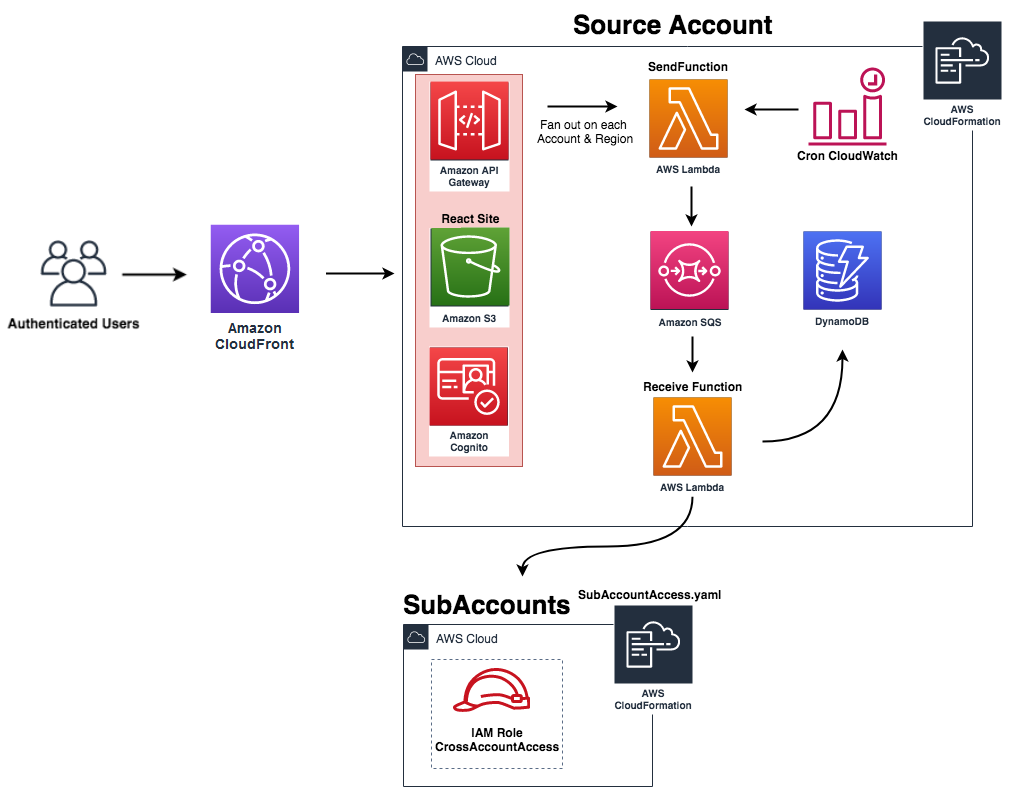 Source Account
AWS Cloud
AWS
CloudFormation
Amazon API
Gateway
Fan out on each
Account & Region
SendFunction
AWS Lambda
Cron CloudWatch
Authenticated Users
Amazon
CloudFront
React Site
Amazon S3
Amazon SQS
DynamoDB
Amazon
Cognito
Receive Function
AWS Lambda
SubAccounts
SubAccountAccess.yaml
AWS Cloud
AWS
CloudFormation
IAM Role
CrossAccountAccess